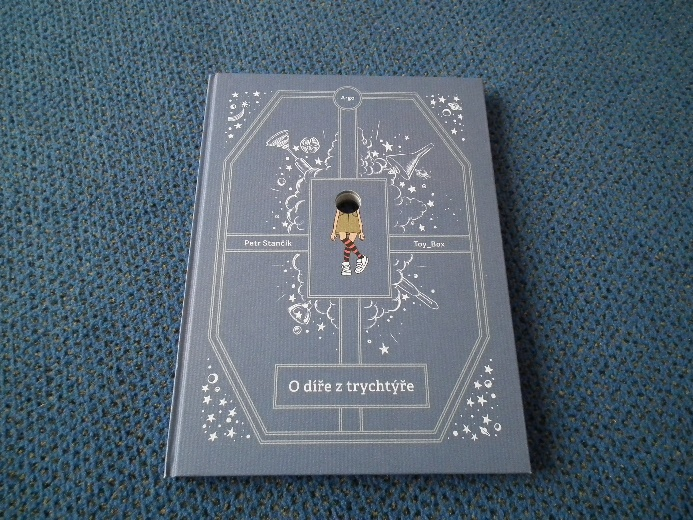 Argo
Petr Stančík
Toy_Box
O díře z trychtýře